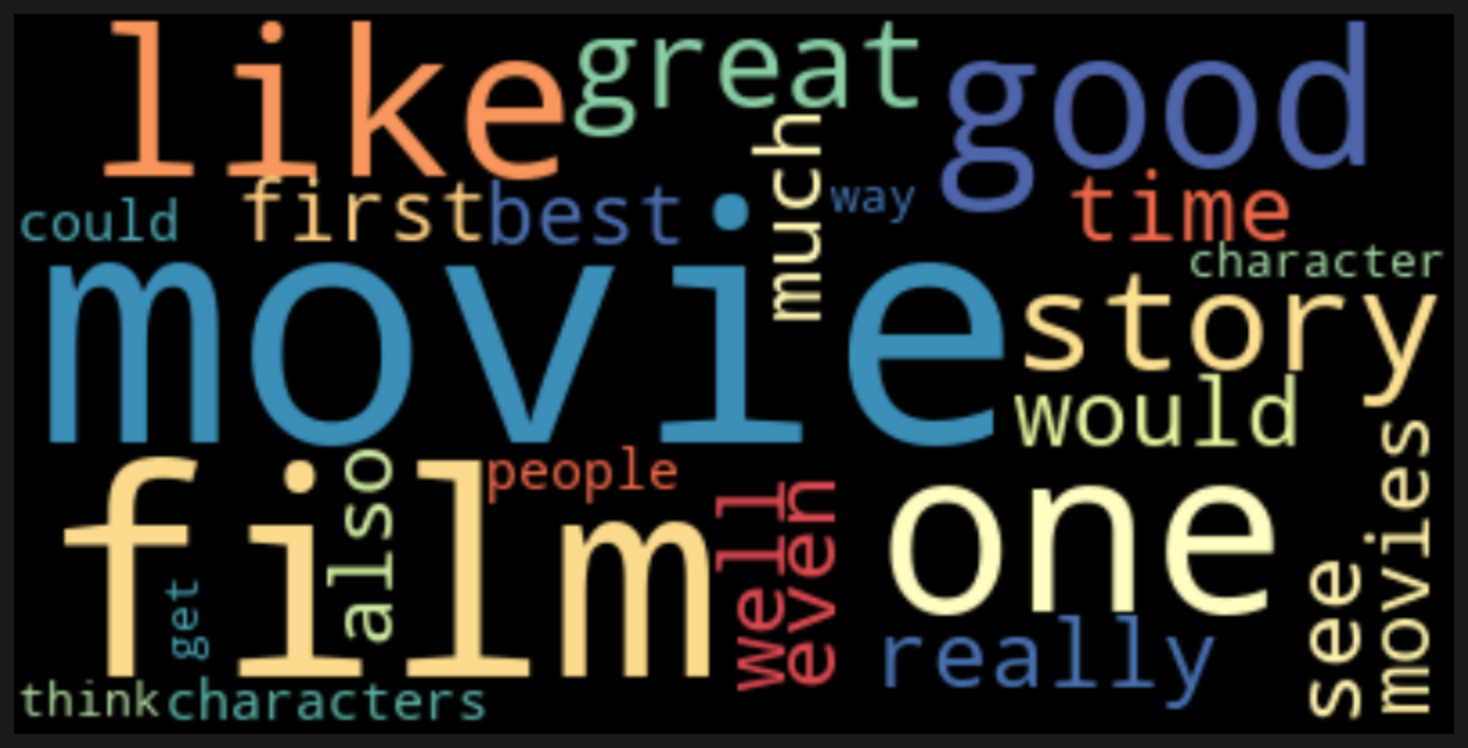 like
great
good
much
could
first
best
way
time
character
movie
story
would
film
also
people
well
even
one
movies
see
get
really
think
characters